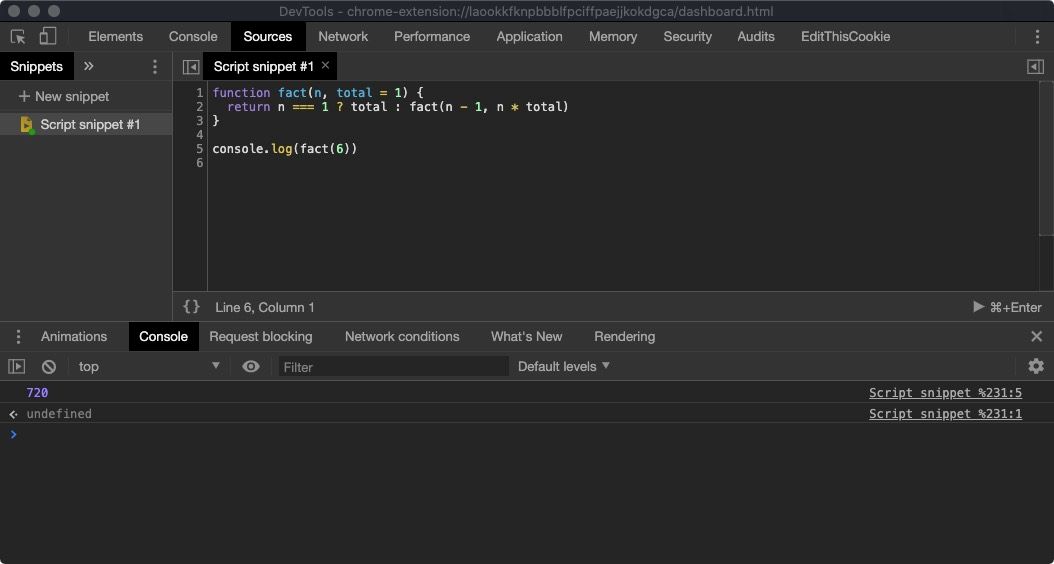 DevTools - chrome-extension://laookkfknpbbblfpciffpaejjkokdgca/dashboard.html
Elements Console Sources Network Performance Application Memory Security Audits EditThisCookie
Snippets »
Script snippet #1 ×
+ New snippet
Script snippet #1
1 function fact(n, total = 1) {
2 return n === 1 ? total : fact(n - 1, n * total)
3 }
4
5 console.log(fact(6))
6
{} Line 6, Column 1 ⌘+Enter
Animations Console Request blocking Network conditions What's New Rendering
top Filter Default levels
720 Script snippet %231:5
undefined Script snippet %231:1